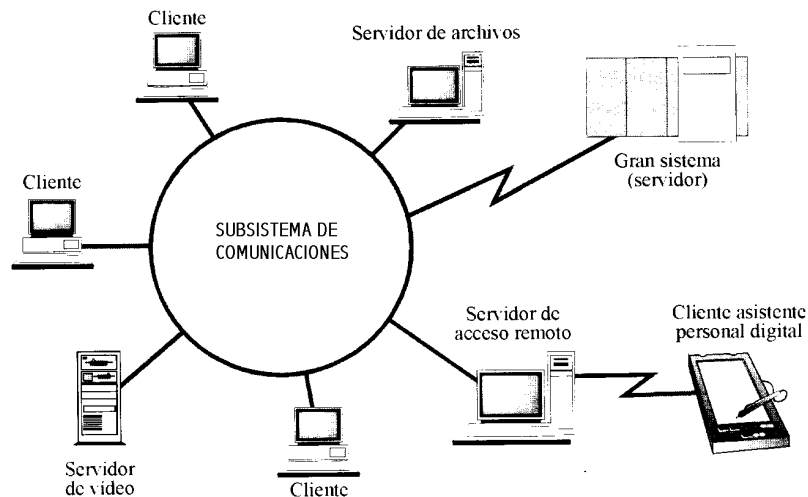 Cliente
Servidor de archivos
Gran sistema
(servidor)
Cliente
SUBSISTEMA DE
COMUNICACIONES
Servidor de
acceso remoto
Cliente asistente
personal digital
Servidor
de vídeo
Cliente